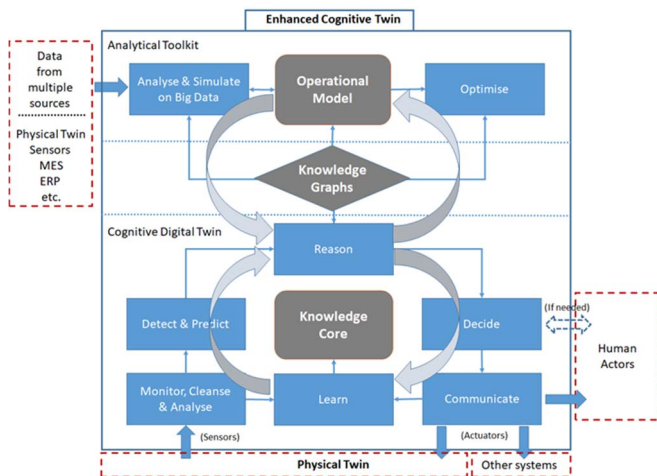 Enhanced Cognitive Twin
Analytical Toolkit
Data
from
multiple
sources
Physical Twin
Sensors
MES
ERP
etc.
Analyse & Simulate
on Big Data
Operational
Model
Optimise
Knowledge
Graphs
Cognitive Digital Twin
Reason
Detect & Predict
Knowledge
Core
Decide
(If needed)
Human
Actors
Monitor, Cleanse
& Analyse
Learn
Communicate
(Sensors)
(Actuators)
Physical Twin
Other systems